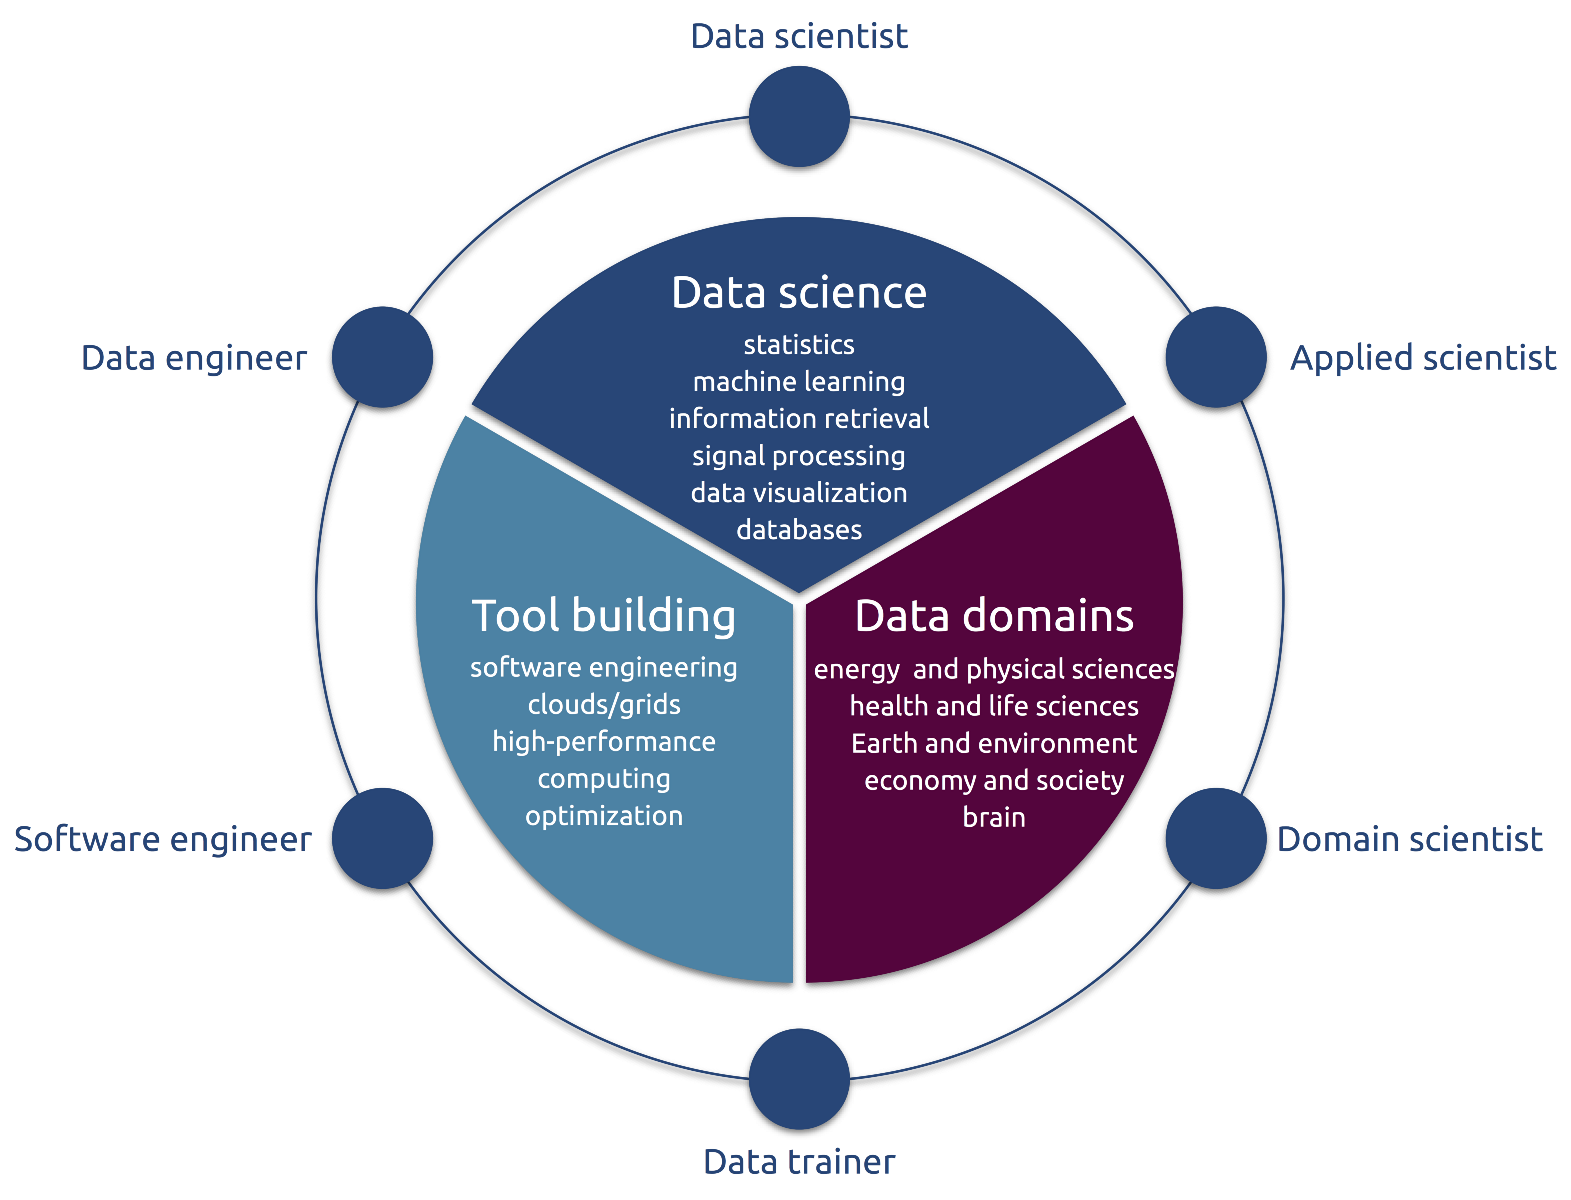 Data scientist
Data engineer
Applied scientist
Data science
statistics
machine learning
information retrieval
signal processing
data visualization
databases
Tool building
software engineering
clouds/grids
high-performance
computing
optimization
Data domains
energy  and physical sciences
health and life sciences
Earth and environment
economy and society
brain
Software engineer
Domain scientist
Data trainer